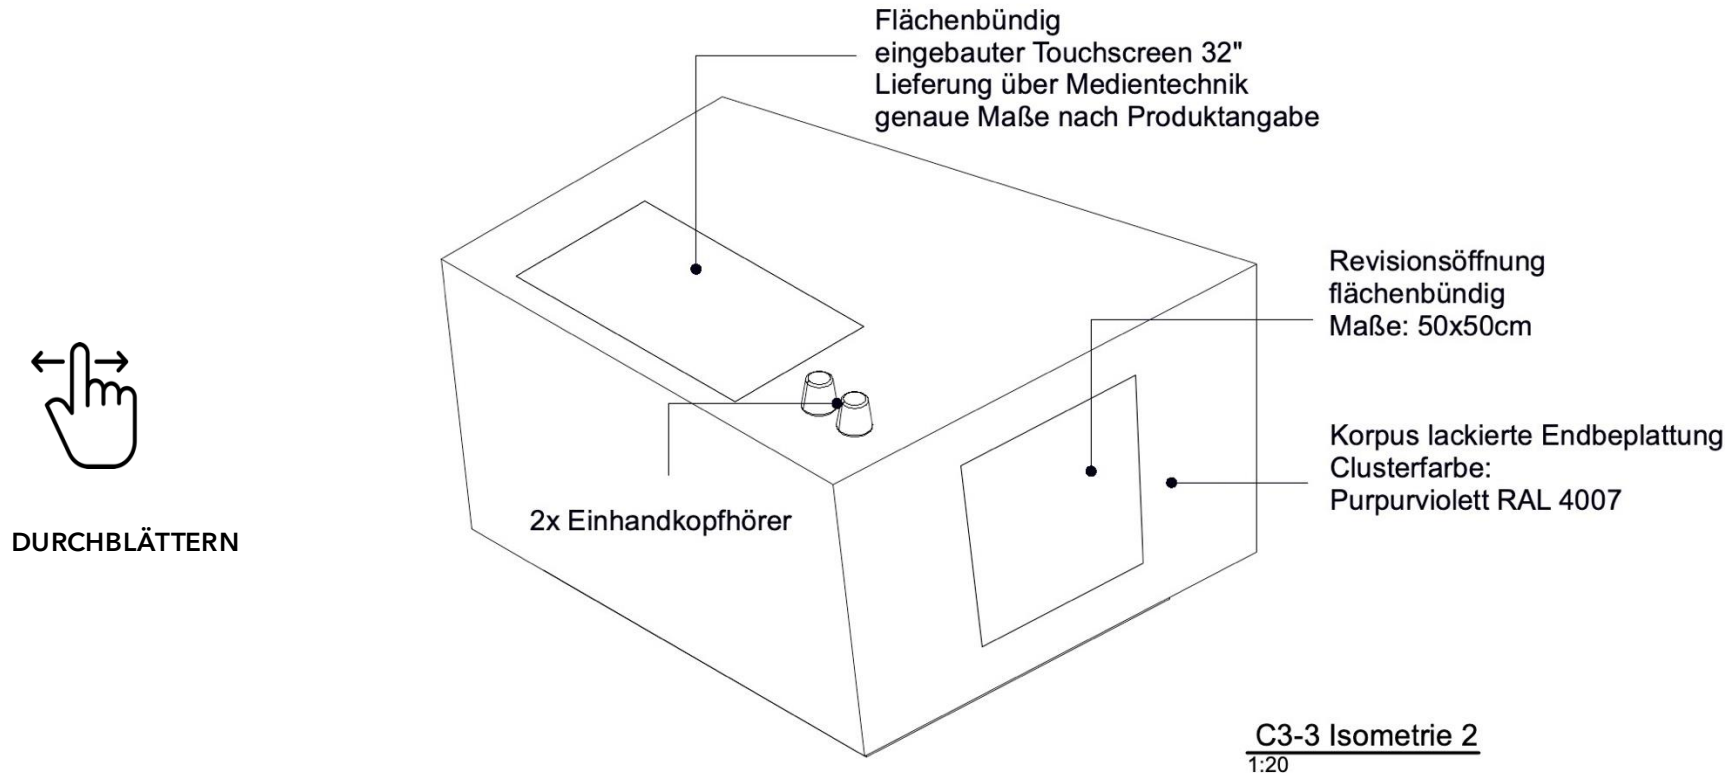 Flächenbündig
eingebauter Touchscreen 32"
Lieferung über Medientechnik
genaue Maße nach Produktangabe
Revisionsöffnung
flächenbündig
Maße: 50x50cm
Korpus lackierte Endbeplattung
Clusterfarbe:
Purpurviolett RAL 4007
2x Einhandkopfhörer
DURCHBLÄTTERN
C3-3 Isometrie 2
1:20